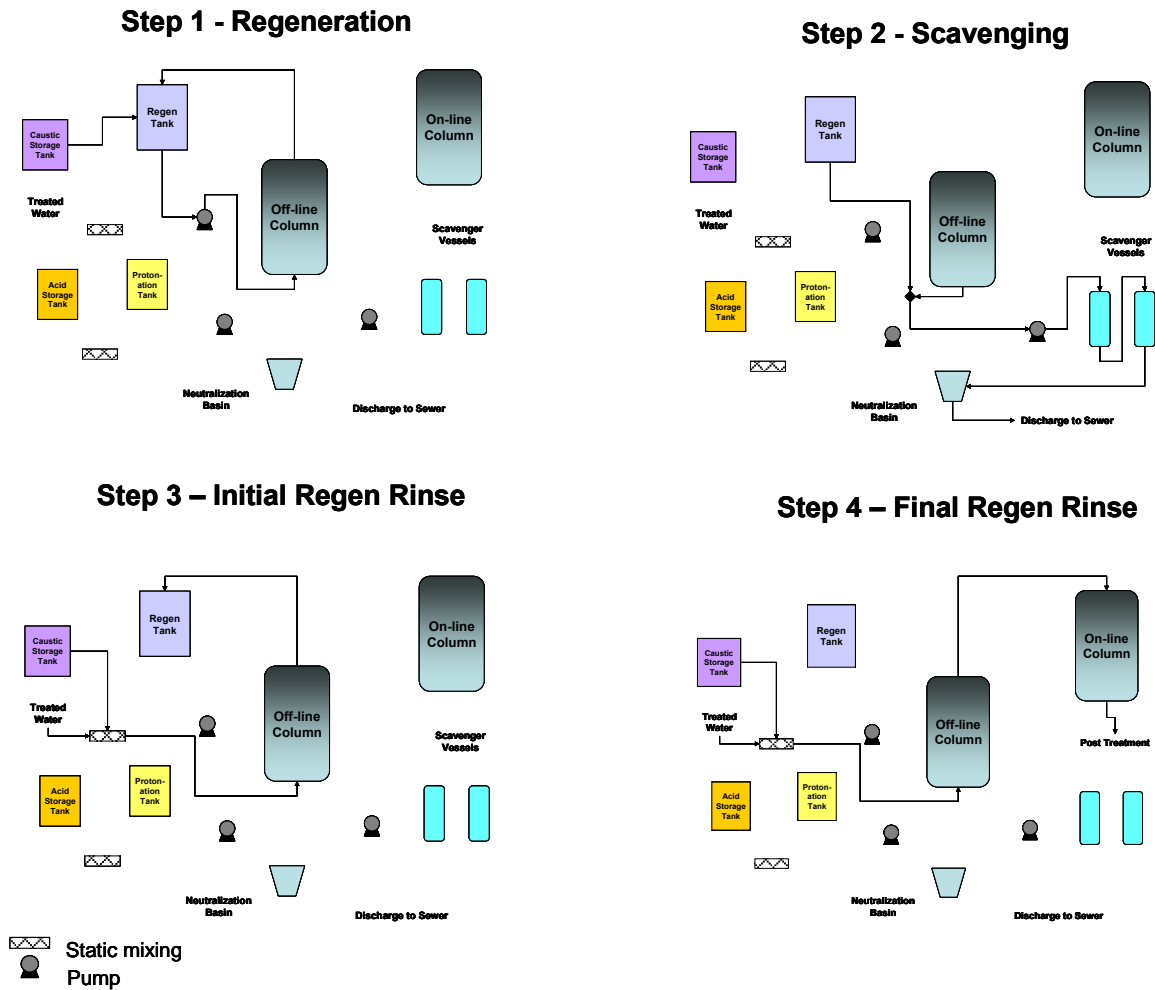 Step 1 - Regeneration
Regen
Tank
Caustic
Storage
Tank
On-line
Column
Treated
Water
Off-line
Column
Scavenger
Vessels
Acid
Storage
Tank
Proton-
ation
Tank
Neutralization
Basin
Discharge to Sewer
Step 2 - Scavenging
Regen
Tank
Caustic
Storage
Tank
On-line
Column
Treated
Water
Off-line
Column
Scavenger
Vessels
Acid
Storage
Tank
Proton-
ation
Tank
Neutralization
Basin
Discharge to Sewer
Step 3 – Initial Regen Rinse
Regen
Tank
Caustic
Storage
Tank
On-line
Column
Treated
Water
Off-line
Column
Scavenger
Vessels
Acid
Storage
Tank
Proton-
ation
Tank
Neutralization
Basin
Discharge to Sewer
Step 4 – Final Regen Rinse
Regen
Tank
Caustic
Storage
Tank
On-line
Column
Treated
Water
Off-line
Column
Post Treatment
Acid
Storage
Tank
Proton-
ation
Tank
Neutralization
Basin
Discharge to Sewer
Static mixing
Pump